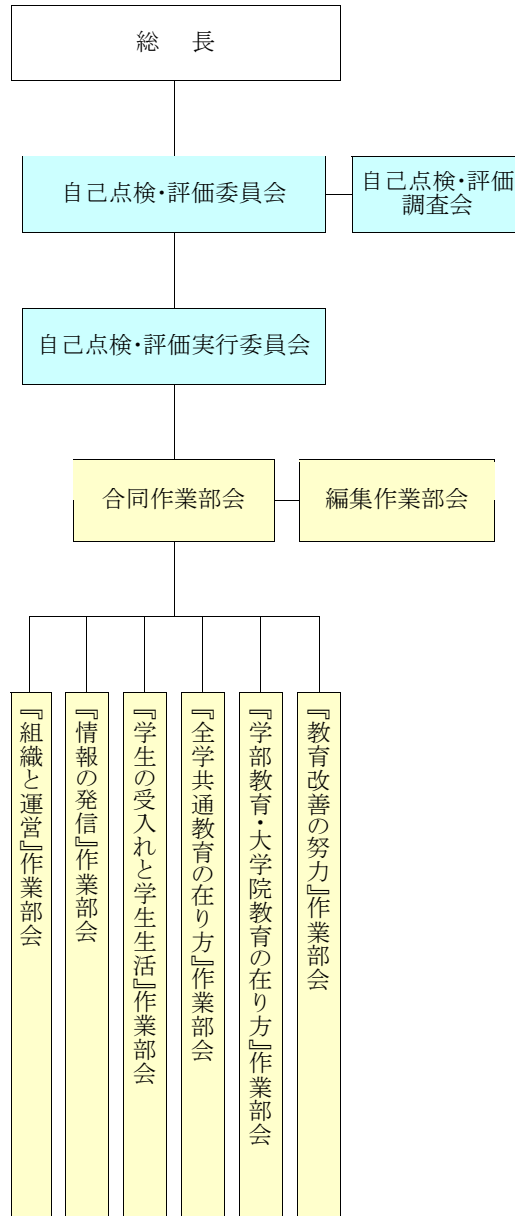 総　長
自己点検・評価委員会
自己点検・評価
調査会
自己点検・評価実行委員会
合同作業部会
編集作業部会
『組織と運営』作業部会
『情報の発信』作業部会
『学生の受入れと学生生活』作業部会
『全学共通教育の在り方』作業部会
『学部教育・大学院教育の在り方』作業部会
『教育改善の努力』作業部会